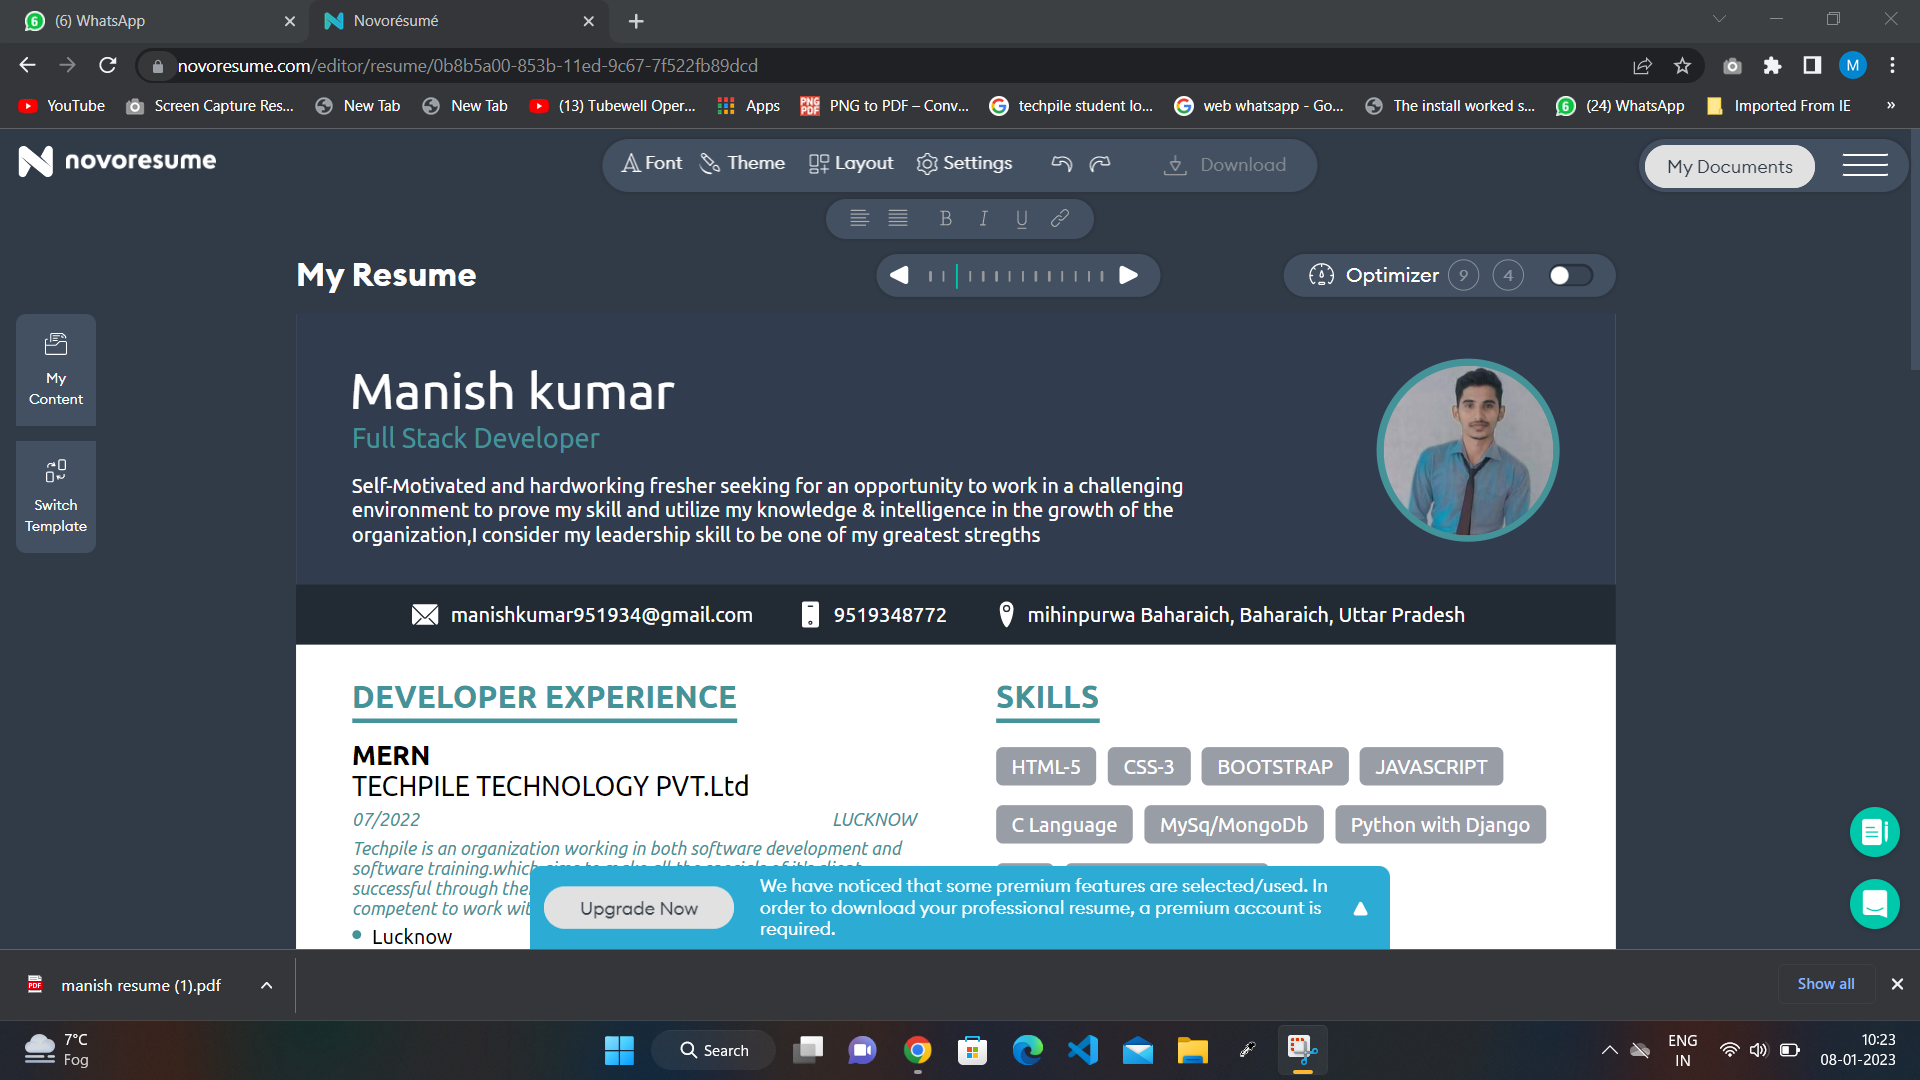 (6) WhatsApp
Novorésumé
novoresume.com/editor/resume/0b8b5a00-853b-11ed-9c67-7f522fb89dcd
M
YouTube
Screen Capture Res...
New Tab
New Tab
(13) Tubewell Oper...
Apps
PNG to PDF – Conv...
techpile student lo...
web whatsapp - Go...
The install worked s...
(24) WhatsApp
Imported From IE
»
novoresume
Font
Theme
Layout
Settings
Download
My Documents
B I U
My Resume
Optimizer 9 4
My
Content
Switch
Template
Manish kumar
Full Stack Developer
Self-Motivated and hardworking fresher seeking for an opportunity to work in a challenging
environment to prove my skill and utilize my knowledge & intelligence in the growth of the
organization,I consider my leadership skill to be one of my greatest stregths
manishkumar951934@gmail.com
9519348772
mihinpurwa Baharaich, Baharaich, Uttar Pradesh
DEVELOPER EXPERIENCE
MERN
TECHPILE TECHNOLOGY PVT.Ltd
07/2022 LUCKNOW
Techpile is an organization working in both software development and
software training.which
successful through the
competent to work wit
Lucknow
SKILLS
HTML-5
CSS-3
BOOTSTRAP
JAVASCRIPT
C Language
MySq/MongoDb
Python with Django
Upgrade Now
We have noticed that some premium features are selected/used. In
order to download your professional resume, a premium account is
required.
manish resume (1).pdf
Show all
7°C
Fog
Search
ENG
IN
10:23
08-01-2023